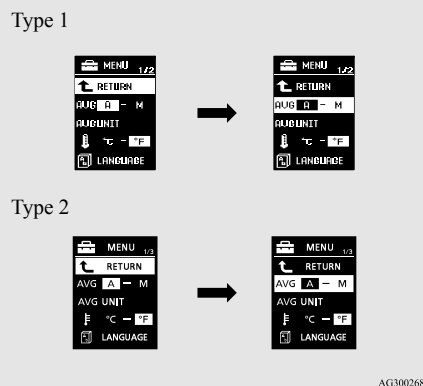 Type 1
MENU 1/2
RETURN
AVG A – M
AVG UNIT
°C – °F
LANGUAGE
MENU 1/2
RETURN
AVG A – M
AVG UNIT
°C – °F
LANGUAGE
Type 2
MENU 1/3
RETURN
AVG A – M
AVG UNIT
°C – °F
LANGUAGE
MENU 1/3
RETURN
AVG A – M
AVG UNIT
°C – °F
LANGUAGE
AG300268